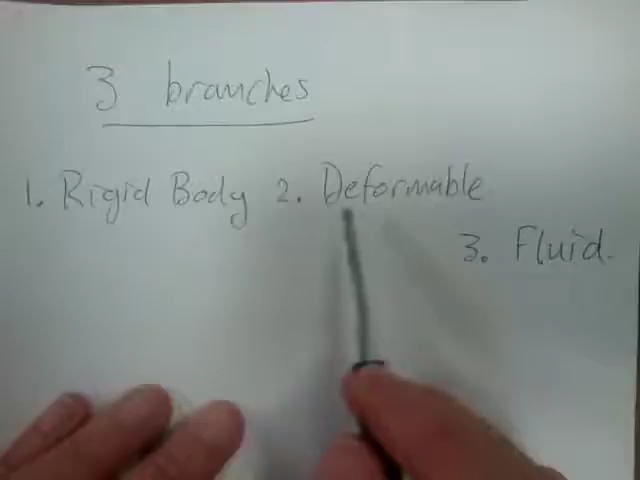 3 branches
1. Rigid Body 2. Deformable
3. Fluid.